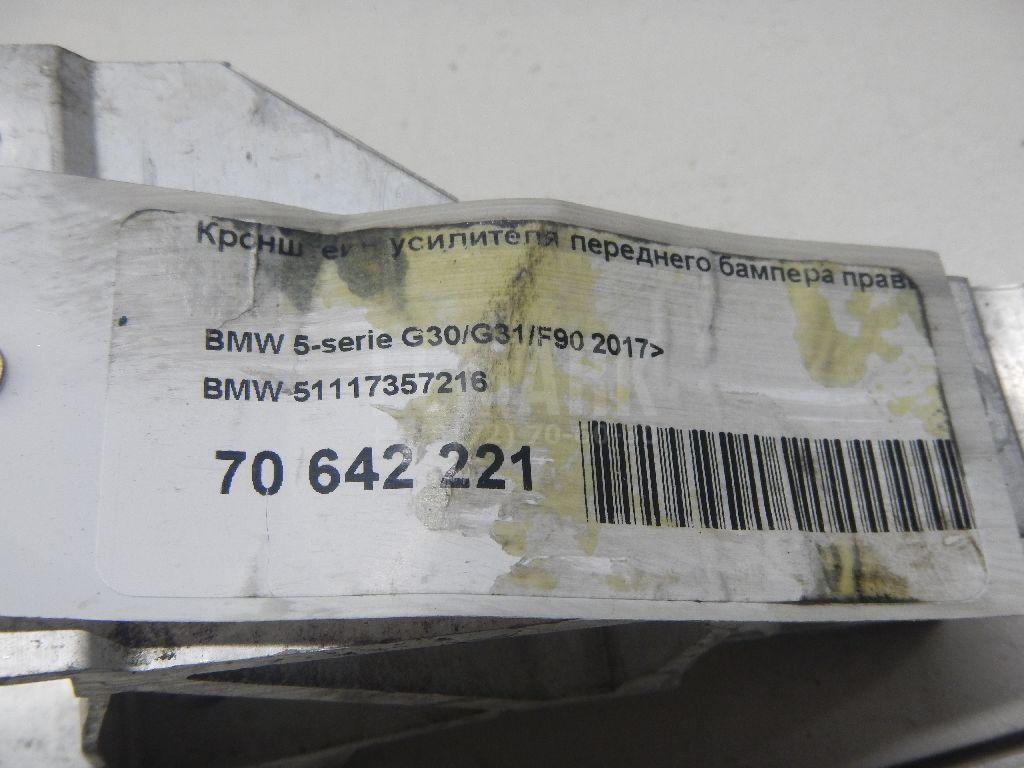 усилителя переднего бампера
BMW 5-serie G30/G31/F90 2017>
BMW 51117357216
70 642 221